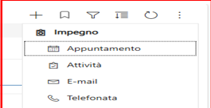 Impegno
Appuntamento
Attività
E-mail
Telefonata